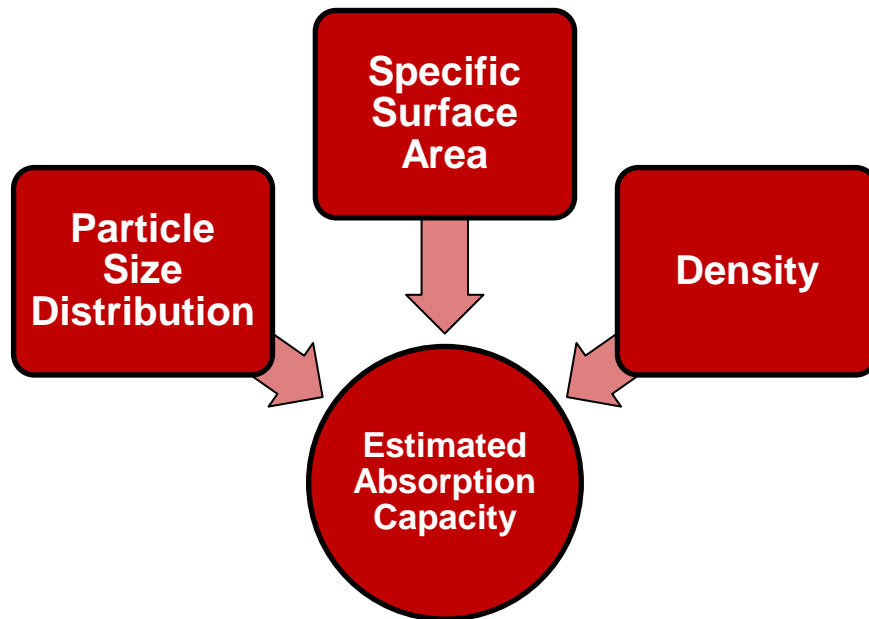 Specific
Surface
Area
Particle
Size
Distribution
Density
Estimated
Absorption
Capacity